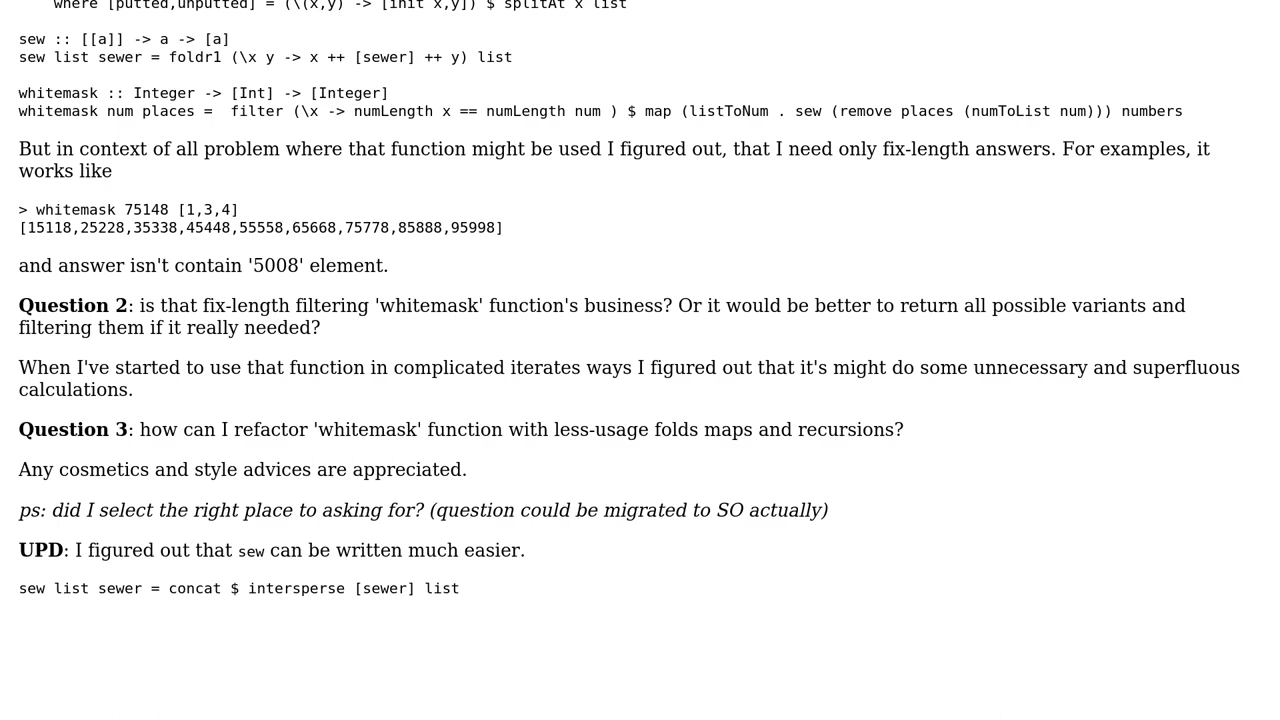 where [putted,unputted] = (\(x,y) -> [init x,y]) $ splitAt x list
sew :: [[a]] -> a -> [a]
sew list sewer = foldr1 (\x y -> x ++ [sewer] ++ y) list
whitemask :: Integer -> [Int] -> [Integer]
whitemask num places =  filter (\x -> numLength x == numLength num ) $ map (listToNum . sew (remove places (numToList num))) numbers
But in context of all problem where that function might be used I figured out, that I need only fix-length answers. For examples, it
works like
> whitemask 75148 [1,3,4]
[15118,25228,35338,45448,55558,65668,75778,85888,95998]
and answer isn't contain '5008' element.
Question 2: is that fix-length filtering 'whitemask' function's business? Or it would be better to return all possible variants and
filtering them if it really needed?
When I've started to use that function in complicated iterates ways I figured out that it's might do some unnecessary and superfluous
calculations.
Question 3: how can I refactor 'whitemask' function with less-usage folds maps and recursions?
Any cosmetics and style advices are appreciated.
ps: did I select the right place to asking for? (question could be migrated to SO actually)
UPD: I figured out that sew can be written much easier.
sew list sewer = concat $ intersperse [sewer] list